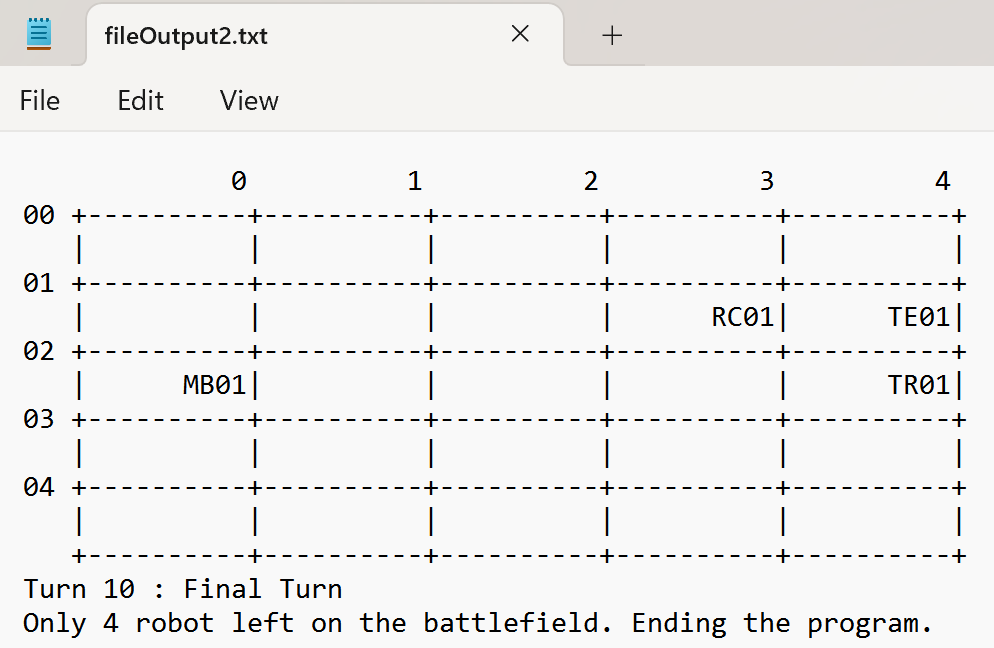 fileOutput2.txt
File Edit View
0 1 2 3 4
00 +----------+----------+----------+----------+----------+
| | | | | |
01 +----------+----------+----------+----------+----------+
| | | | RC01| TE01|
02 +----------+----------+----------+----------+----------+
| MB01| | | | TR01|
03 +----------+----------+----------+----------+----------+
| | | | | |
04 +----------+----------+----------+----------+----------+
| | | | | |
+----------+----------+----------+----------+----------+
Turn 10 : Final Turn
Only 4 robot left on the battlefield. Ending the program.